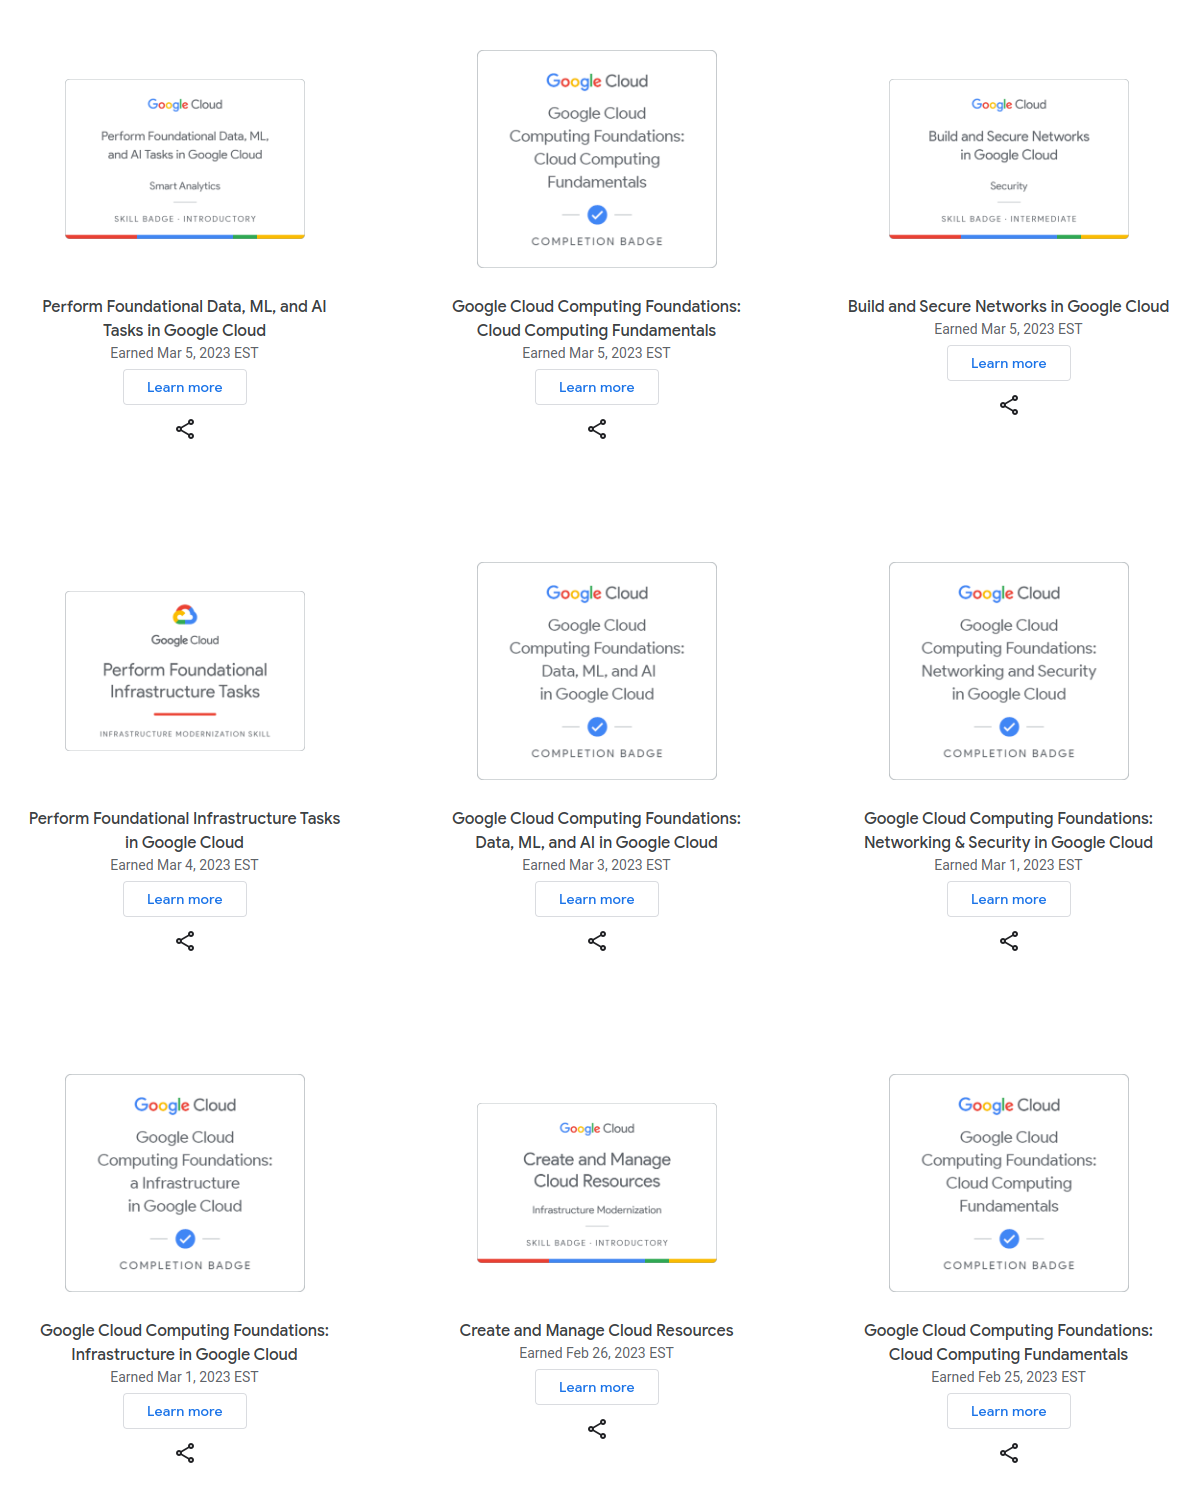 Google Cloud
Perform Foundational Data, ML,
and AI Tasks in Google Cloud
Smart Analytics
SKILL BADGE · INTRODUCTORY
Perform Foundational Data, ML, and AI
Tasks in Google Cloud
Earned Mar 5, 2023 EST
Learn more
Google Cloud
Google Cloud
Computing Foundations:
Cloud Computing
Fundamentals
COMPLETION BADGE
Google Cloud Computing Foundations:
Cloud Computing Fundamentals
Earned Mar 5, 2023 EST
Learn more
Google Cloud
Build and Secure Networks
in Google Cloud
Security
SKILL BADGE · INTERMEDIATE
Build and Secure Networks in Google Cloud
Earned Mar 5, 2023 EST
Learn more
Google Cloud
Perform Foundational
Infrastructure Tasks
INFRASTRUCTURE MODERNIZATION SKILL
Perform Foundational Infrastructure Tasks
in Google Cloud
Earned Mar 4, 2023 EST
Learn more
Google Cloud
Google Cloud
Computing Foundations:
Data, ML, and AI
in Google Cloud
COMPLETION BADGE
Google Cloud Computing Foundations:
Data, ML, and AI in Google Cloud
Earned Mar 3, 2023 EST
Learn more
Google Cloud
Google Cloud
Computing Foundations:
Networking and Security
in Google Cloud
COMPLETION BADGE
Google Cloud Computing Foundations:
Networking & Security in Google Cloud
Earned Mar 1, 2023 EST
Learn more
Google Cloud
Google Cloud
Computing Foundations:
a Infrastructure
in Google Cloud
COMPLETION BADGE
Google Cloud Computing Foundations:
Infrastructure in Google Cloud
Earned Mar 1, 2023 EST
Learn more
Google Cloud
Create and Manage
Cloud Resources
Infrastructure Modernization
SKILL BADGE · INTRODUCTORY
Create and Manage Cloud Resources
Earned Feb 26, 2023 EST
Learn more
Google Cloud
Google Cloud
Computing Foundations:
Cloud Computing
Fundamentals
COMPLETION BADGE
Google Cloud Computing Foundations:
Cloud Computing Fundamentals
Earned Feb 25, 2023 EST
Learn more